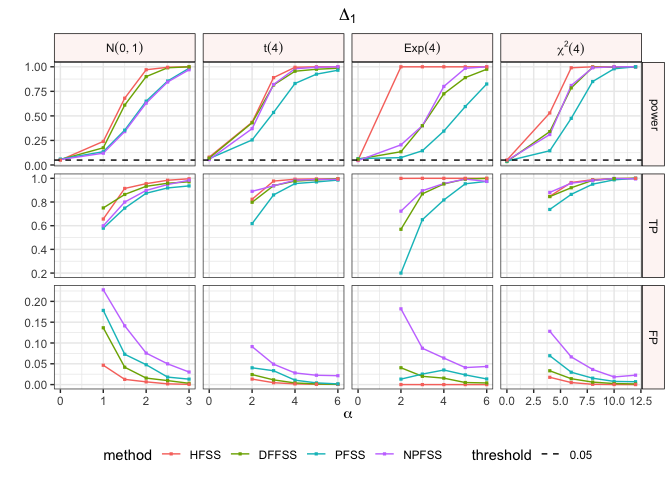 Δ₁
N(0, 1) t(4) Exp(4) χ²(4)
1.00
0.75
0.50
0.25
0.00
power
1.0
0.8
0.6
0.4
0.2
TP
0.20
0.15
0.10
0.05
0.00
FP
0 1 2 3 0 2 4 6 0 2 4 6 0.0 2.5 5.0 7.5 10.0 12.5
α
method HFSS DFFSS PFSS NPFSS threshold 0.05